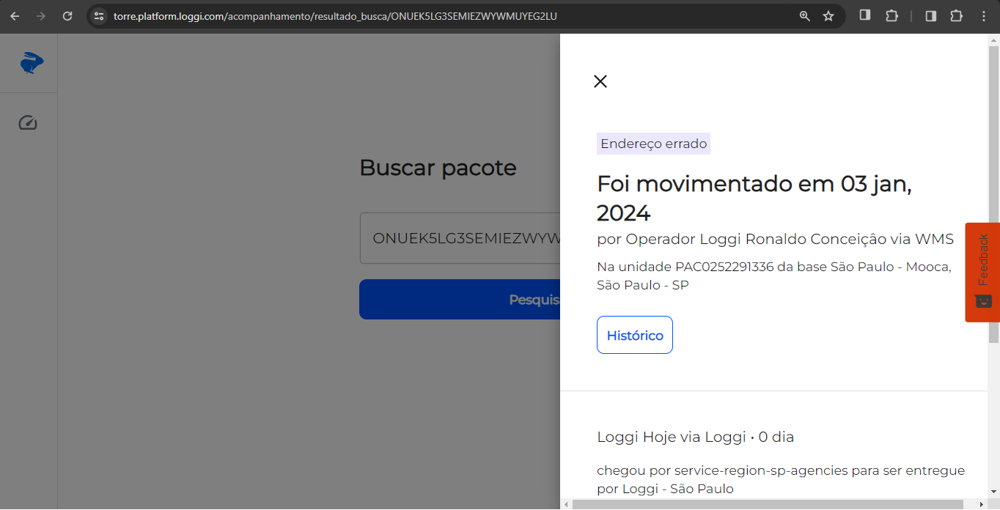 torre.platform.loggi.com/acompanhamento/resultado_busca/ONUEK5LG3SEMIEZWYWMUYEG2LU
Buscar pacote
ONUEK5LG3SEMIEZWYW
Pesquis
Endereço errado
Foi movimentado em 03 jan,
2024
por Operador Loggi Ronaldo Conceiçâo via WMS
Na unidade PAC0252291336 da base São Paulo - Mooca,
São Paulo - SP
Histórico
Feedback
Loggi Hoje via Loggi • 0 dia
chegou por service-region-sp-agencies para ser entregue
por Loggi - São Paulo